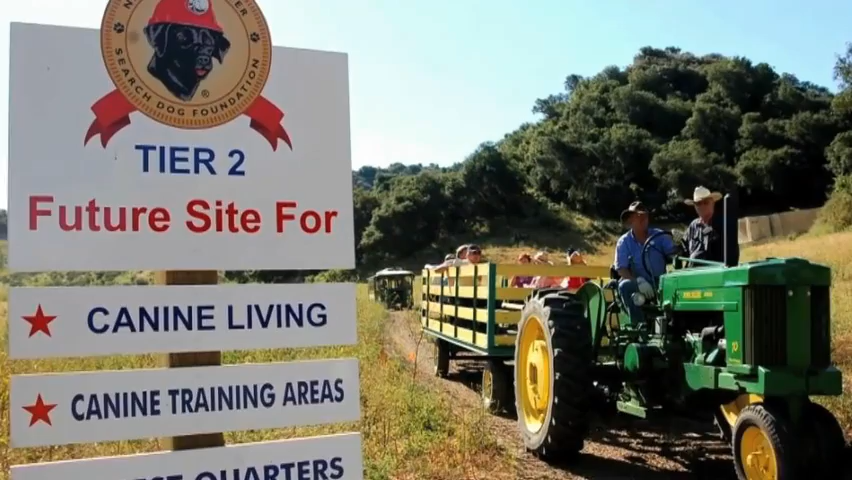 SEARCH DOG FOUNDATION
®
TIER 2
Future Site For
CANINE LIVING
CANINE TRAINING AREAS
QUARTERS